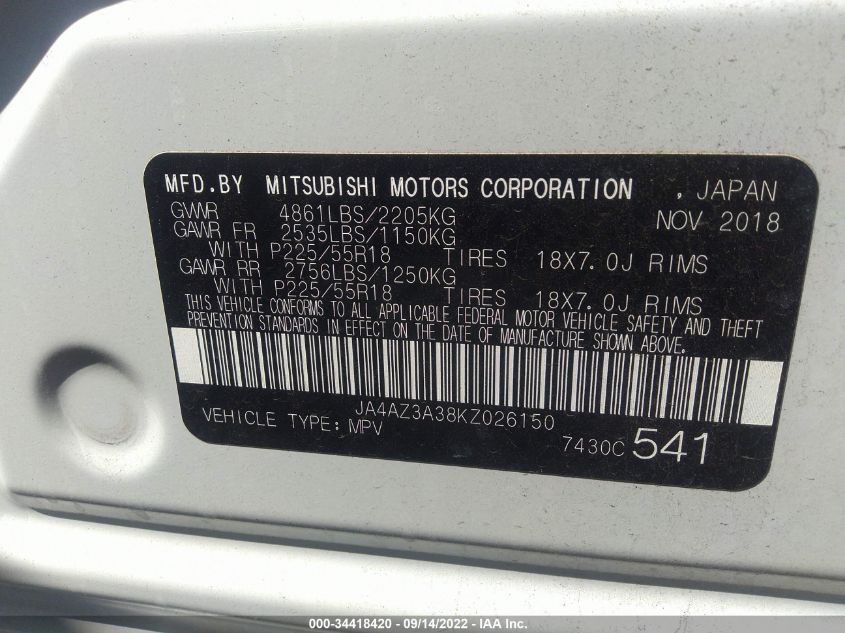 MFD.BY MITSUBISHI MOTORS CORPORATION , JAPAN
GVWR 4861LBS/2205KG NOV 2018
GAWR FR 2535LBS/1150KG
WITH P225/55R18 TIRES 18X7.0J RIMS
GAWR RR 2756LBS/1250KG
WITH P225/55R18 TIRES 18X7.0J RIMS
THIS VEHICLE CONFORMS TO ALL APPLICABLE FEDERAL MOTOR VEHICLE SAFETY AND THEFT
PREVENTION STANDARDS IN EFFECT ON THE DATE OF MANUFACTURE SHOWN ABOVE.
JA4AZ3A38KZ026150
VEHICLE TYPE: MPV
7430C 541
000-34418420 - 09/14/2022 - IAA Inc.